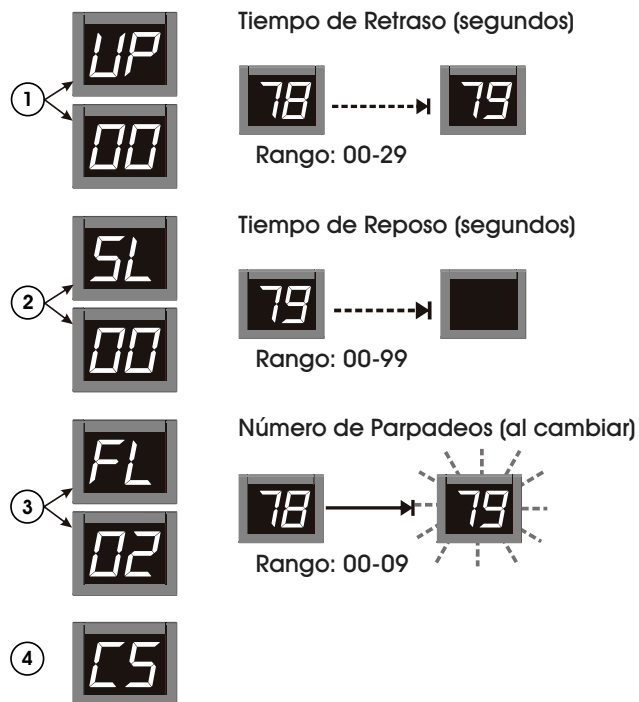 UP
Tiempo de Retraso (segundos)
1
78
79
00
Rango: 00-29
SL
Tiempo de Reposo (segundos)
2
79
00
Rango: 00-99
FL
Número de Parpadeos (al cambiar)
3
78
79
02
Rango: 00-09
4
CS